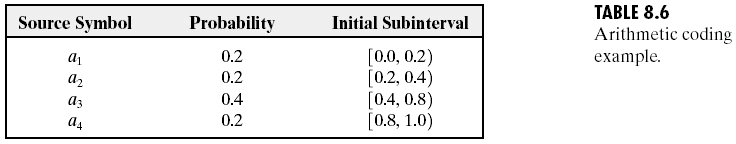 Source Symbol Probability Initial Subinterval
a1 0.2 [0.0, 0.2)
a2 0.2 [0.2, 0.4)
a3 0.4 [0.4, 0.8)
a4 0.2 [0.8, 1.0)
TABLE 8.6
Arithmetic coding
example.